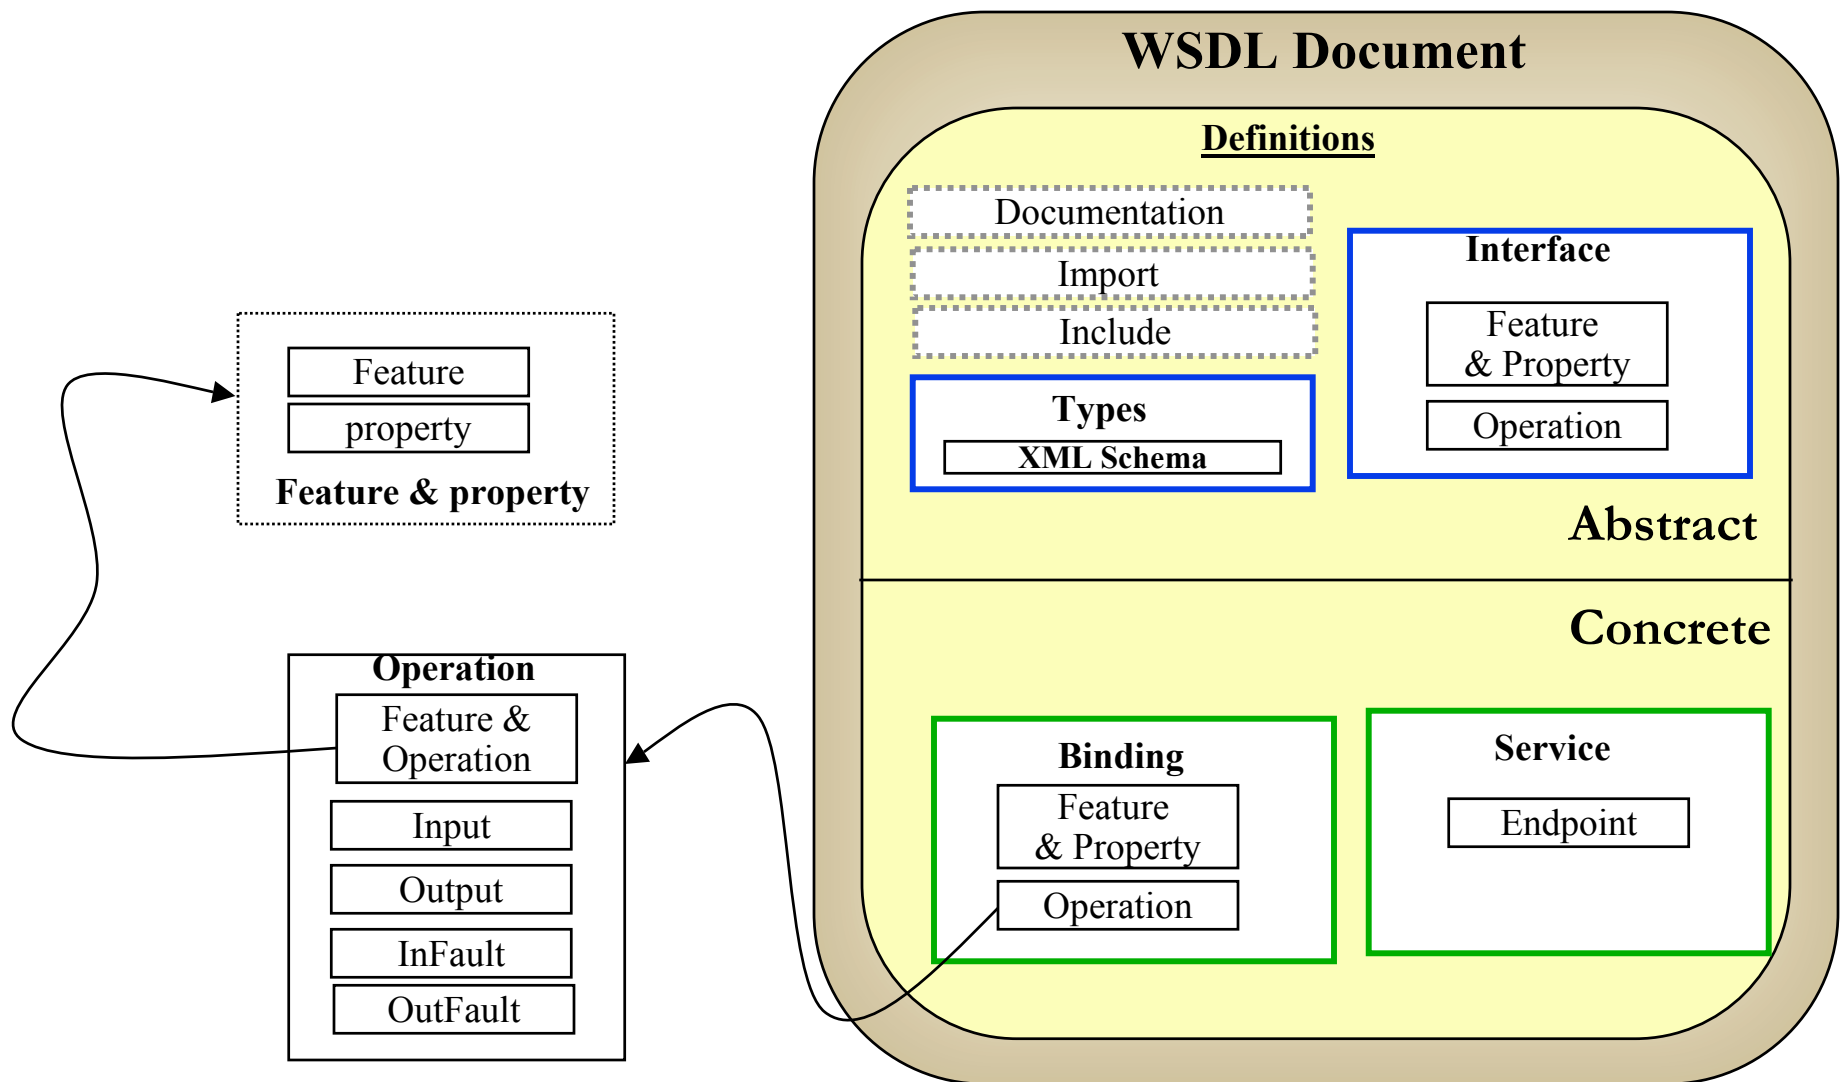 WSDL Document
Definitions
Documentation
Import
Include
Types
XML Schema
Interface
Feature
& Property
Operation
Abstract
Concrete
Binding
Feature
& Property
Operation
Service
Endpoint
Feature
property
Feature & property
Operation
Feature &
Operation
Input
Output
InFault
OutFault